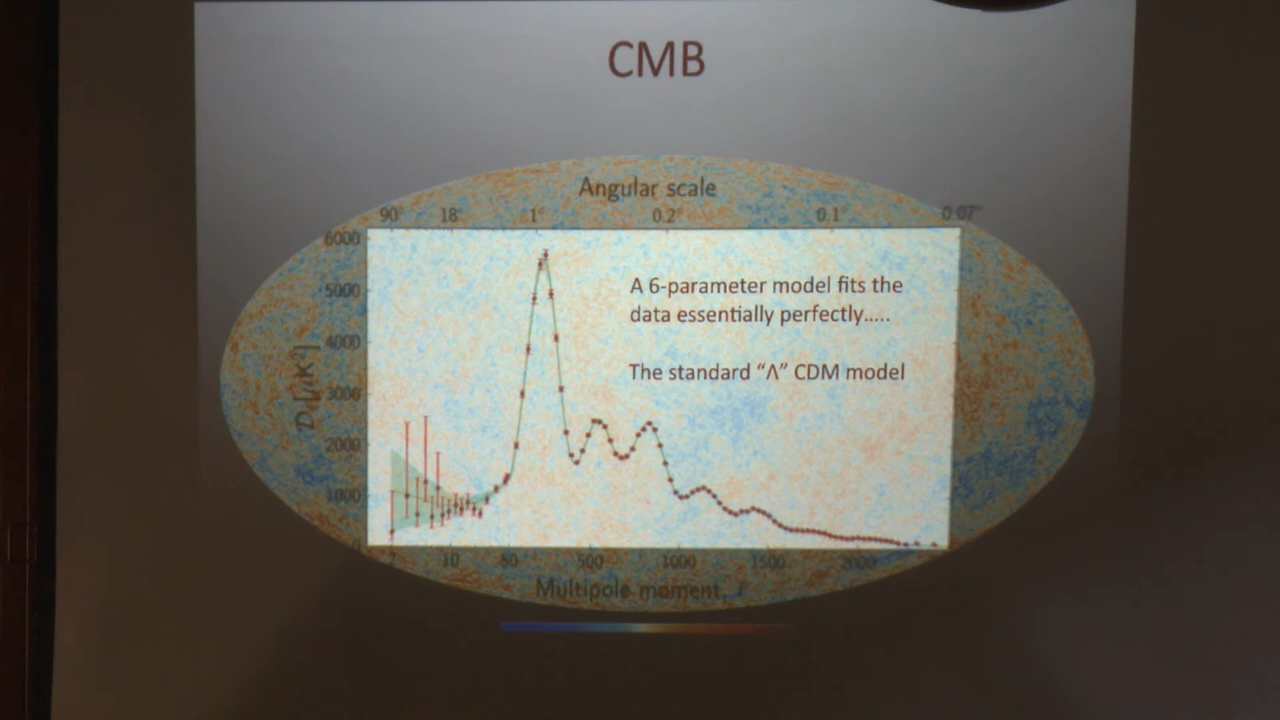 CMB
Angular scale
90° 18° 1° 0.2° 0.1° 0.07°
6000
5000
4000
3000
2000
1000
D [μK²]
A 6-parameter model fits the
data essentially perfectly.....
The standard “Λ” CDM model
2 10 50 500 1000 1500 2000
Multipole moment, ℓ